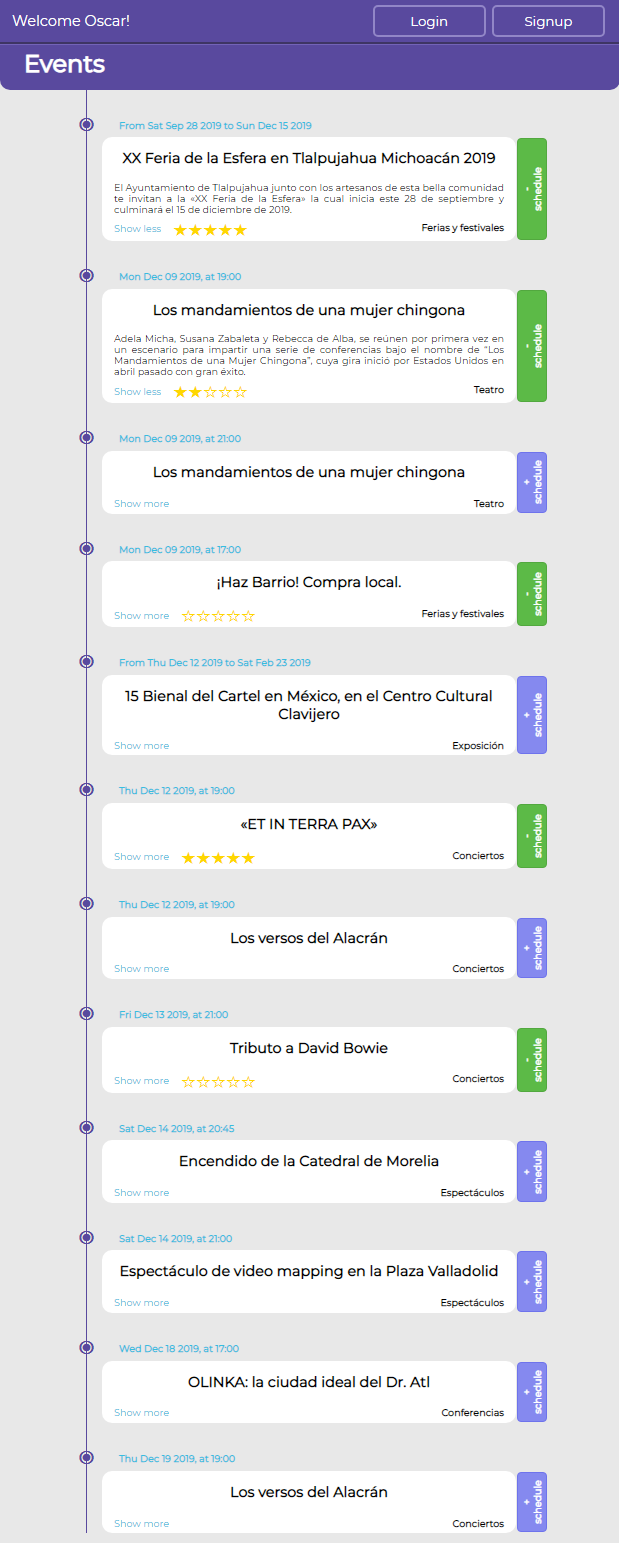 Welcome Oscar!
Login
Signup
Events
From Sat Sep 28 2019 to Sun Dec 15 2019
XX Feria de la Esfera en Tlalpujahua Michoacán 2019
El Ayuntamiento de Tlalpujahua junto con los artesanos de esta bella comunidad
te invitan a la «XX Feria de la Esfera» la cual inicia este 28 de septiembre y
culminará el 15 de diciembre de 2019.
Show less ★★★★★
Ferias y festivales
- schedule
Mon Dec 09 2019, at 19:00
Los mandamientos de una mujer chingona
Adela Micha, Susana Zabaleta y Rebecca de Alba, se reúnen por primera vez en
un escenario para impartir una serie de conferencias bajo el nombre de “Los
Mandamientos de una Mujer Chingona”, cuya gira inició por Estados Unidos en
abril pasado con gran éxito.
Show less ★★☆☆☆
Teatro
- schedule
Mon Dec 09 2019, at 21:00
Los mandamientos de una mujer chingona
Show more
Teatro
+ schedule
Mon Dec 09 2019, at 17:00
¡Haz Barrio! Compra local.
Show more ☆☆☆☆☆
Ferias y festivales
- schedule
From Thu Dec 12 2019 to Sat Feb 23 2019
15 Bienal del Cartel en México, en el Centro Cultural
Clavijero
Show more
Exposición
+ schedule
Thu Dec 12 2019, at 19:00
«ET IN TERRA PAX»
Show more ★★★★★
Conciertos
- schedule
Thu Dec 12 2019, at 19:00
Los versos del Alacrán
Show more
Conciertos
+ schedule
Fri Dec 13 2019, at 21:00
Tributo a David Bowie
Show more ☆☆☆☆☆
Conciertos
- schedule
Sat Dec 14 2019, at 20:45
Encendido de la Catedral de Morelia
Show more
Espectáculos
+ schedule
Sat Dec 14 2019, at 21:00
Espectáculo de video mapping en la Plaza Valladolid
Show more
Espectáculos
+ schedule
Wed Dec 18 2019, at 17:00
OLINKA: la ciudad ideal del Dr. Atl
Show more
Conferencias
+ schedule
Thu Dec 19 2019, at 19:00
Los versos del Alacrán
Show more
Conciertos
+ schedule